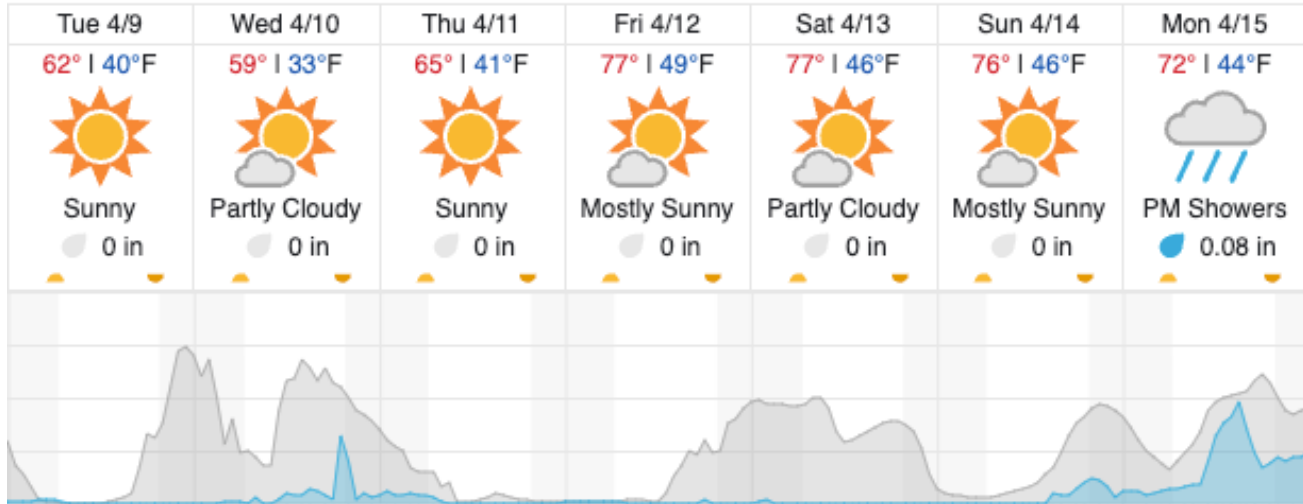 Tue 4/9 Wed 4/10 Thu 4/11 Fri 4/12 Sat 4/13 Sun 4/14 Mon 4/15
62° | 40°F 59° | 33°F 65° | 41°F 77° | 49°F 77° | 46°F 76° | 46°F 72° | 44°F
Sunny Partly Cloudy Sunny Mostly Sunny Partly Cloudy Mostly Sunny PM Showers
0 in 0 in 0 in 0 in 0 in 0 in 0.08 in